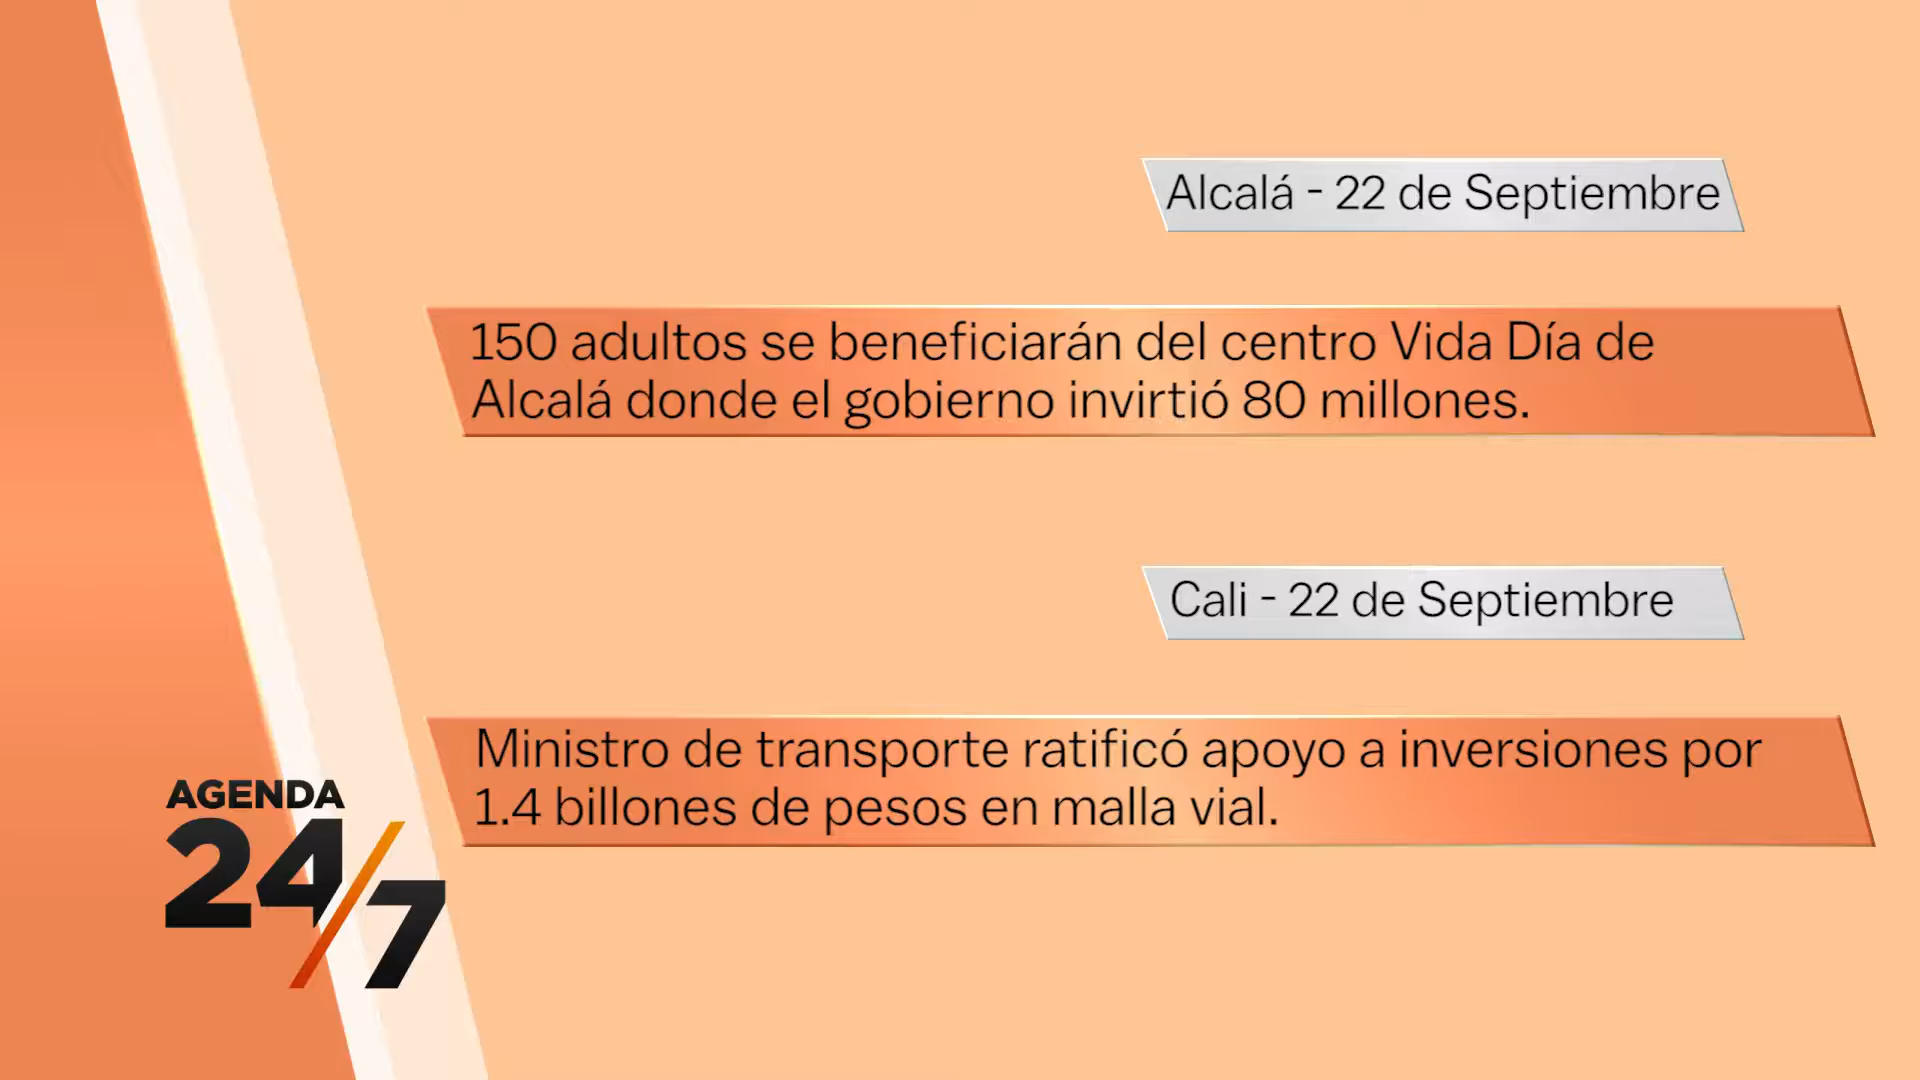 Alcalá - 22 de Septiembre
150 adultos se beneficiarán del centro Vida Día de
Alcalá donde el gobierno invirtió 80 millones.
Cali - 22 de Septiembre
Ministro de transporte ratificó apoyo a inversiones por
1.4 billones de pesos en malla vial.
AGENDA
24/7